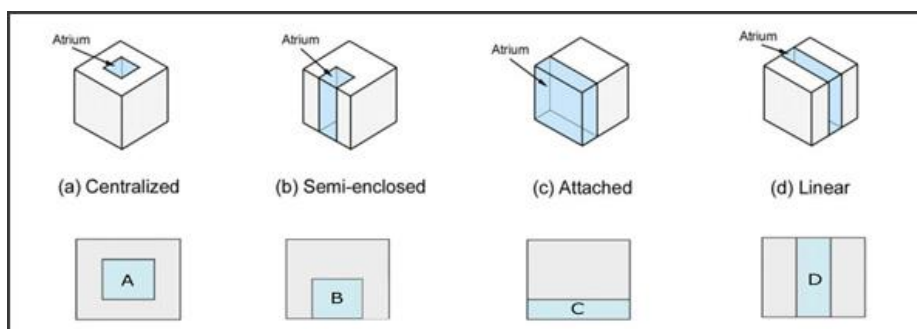 Atrium
Atrium
Atrium
Atrium
(a) Centralized
(b) Semi-enclosed
(c) Attached
(d) Linear
A
B
C
D